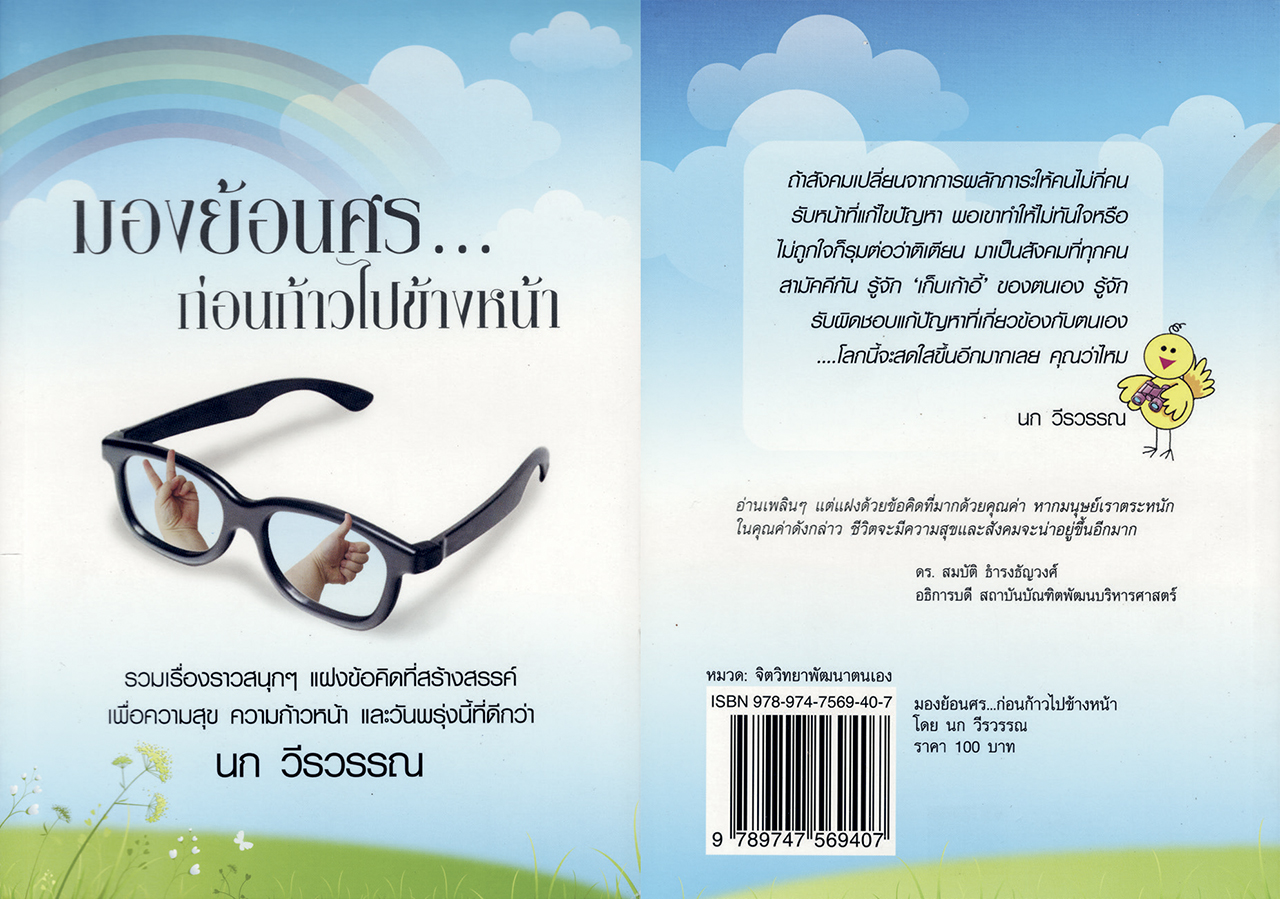 มองย้อนศร...
ก่อนก้าวไปข้างหน้า
รวมเรื่องราวสนุกๆ แฝงข้อคิดที่สร้างสรรค์
เพื่อความสุข ความก้าวหน้า และวันพรุ่งนี้ที่ดีกว่า
นก วีรวรรณ
ถ้าสังคมเปลี่ยนจากการผลักภาระให้คนไม่กี่คน
รับหน้าที่แก้ไขปัญหา พอเขาทำให้ไม่ทันใจหรือ
ไม่ถูกใจก็รุมต่อว่าติเตียน มาเป็นสังคมที่ทุกคน
สามัคคีกัน รู้จัก ‘เก็บเก้าอี้’ ของตนเอง รู้จัก
รับผิดชอบแก้ปัญหาที่เกี่ยวข้องกับตนเอง
....โลกนี้จะสดใสขึ้นอีกมากเลย คุณว่าไหม
นก วีรวรรณ
อ่านเพลินๆ แต่แฝงด้วยข้อคิดที่มากด้วยคุณค่า หากมนุษย์เราตระหนัก
ในคุณค่าดังกล่าว ชีวิตจะมีความสุขและสังคมจะน่าอยู่ขึ้นอีกมาก
ดร. สมบัติ ธำรงธัญวงศ์
อธิการบดี สถาบันบัณฑิตพัฒนบริหารศาสตร์
หมวด: จิตวิทยาพัฒนาตนเอง
ISBN 978-974-7569-40-7
9 789747 569407
มองย้อนศร...ก่อนก้าวไปข้างหน้า
โดย นก วีรวรรณ
ราคา 100 บาท